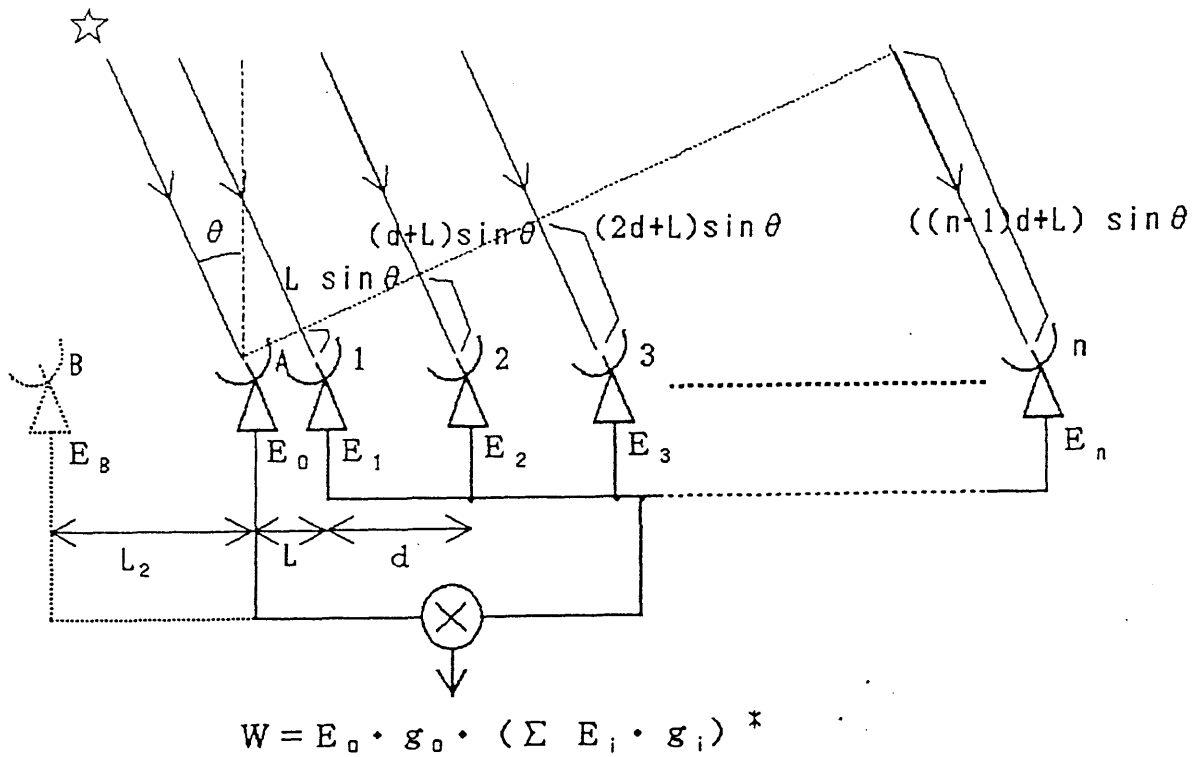 θ
(d+L)sinθ
(2d+L)sinθ
((n-1)d+L) sinθ
L sinθ
B
A
1
2
3
n
E_B
E_0
E_1
E_2
E_3
E_n
L_2
L
d
W = E_0 · g_0 · (Σ E_i · g_i) *